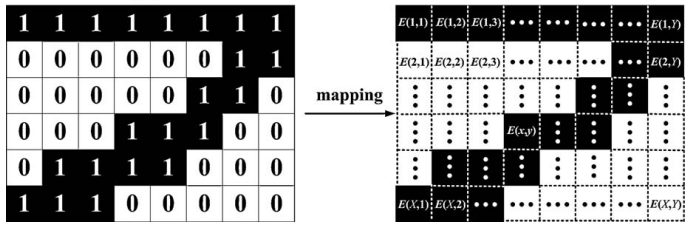 1 1 1 1 1 1 1 1
0 0 0 0 0 0 1 1
0 0 0 0 0 1 1 0
0 0 0 1 1 1 0 0
0 1 1 1 1 0 0 0
1 1 1 0 0 0 0 0
mapping
E(1,1) E(1,2) E(1,3) ••• ••• ••• ••• E(1,Y)
E(2,1) E(2,2) E(2,3) ••• ••• ••• ••• E(2,Y)
E(x,y)
E(X,1) E(X,2) ••• ••• ••• ••• ••• E(X,Y)